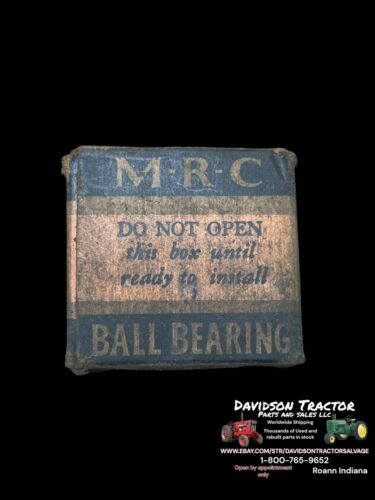 M-R-C
DO NOT OPEN
this box until
ready to install
BALL BEARING
DAVIDSON TRACTOR
PARTS AND SALES LLC
Worldwide Shipping
Thousands of Used and
rebuilt parts in stock
WWW.EBAY.COM/STR/DAVIDSONTRACTORSALVAGE
1-800-765-9652
Open by appointment
only
Roann Indiana